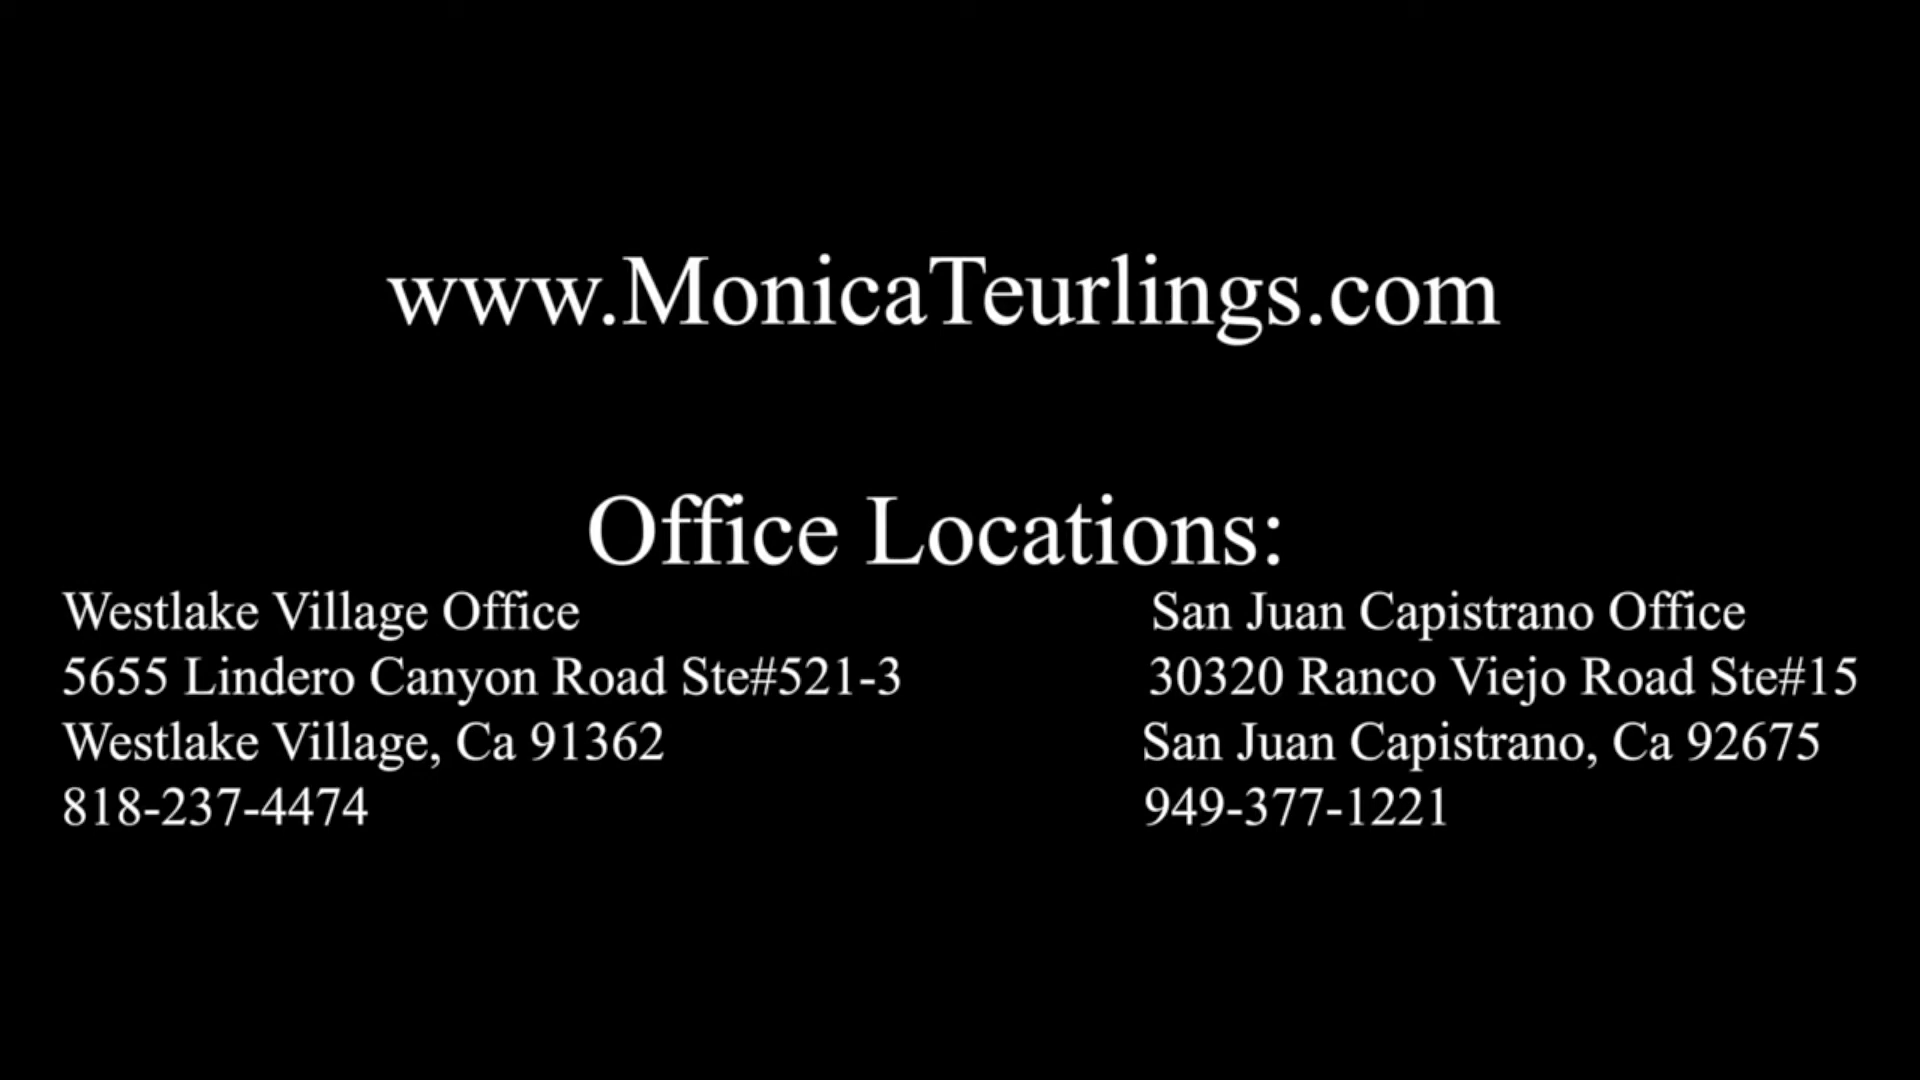 www.MonicaTeurlings.com
Office Locations:
Westlake Village Office
5655 Lindero Canyon Road Ste#521-3
Westlake Village, Ca 91362
818-237-4474
San Juan Capistrano Office
30320 Ranco Viejo Road Ste#15
San Juan Capistrano, Ca 92675
949-377-1221